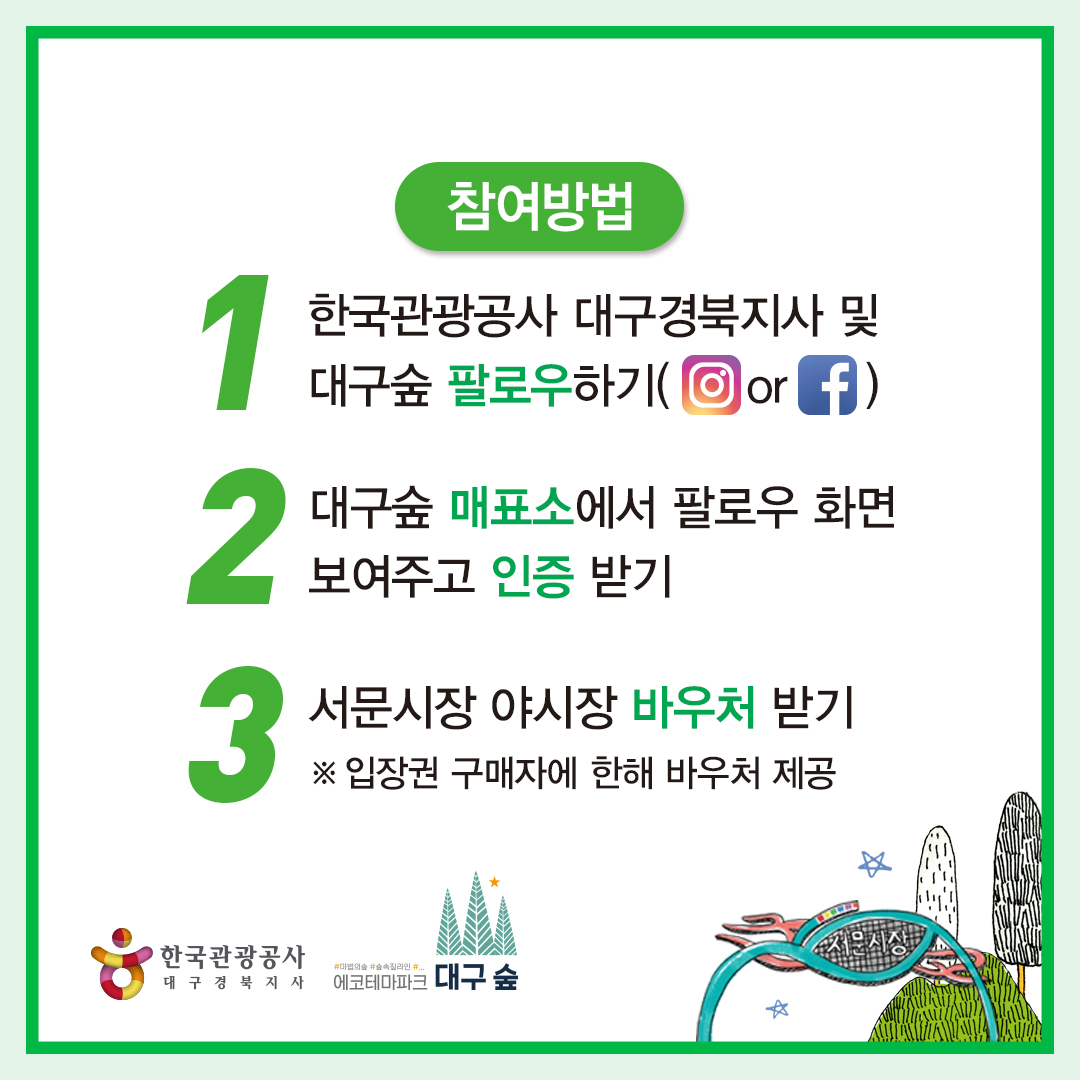 참여방법
1 한국관광공사 대구경북지사 및
대구숲 팔로우하기( or )
2 대구숲 매표소에서 팔로우 화면
보여주고 인증 받기
3 서문시장 야시장 바우처 받기
※ 입장권 구매자에 한해 바우처 제공
서문시장
한국관광공사
대구경북지사
#마법의숲 #숲속짚라인 #...
에코테마파크 대구 숲